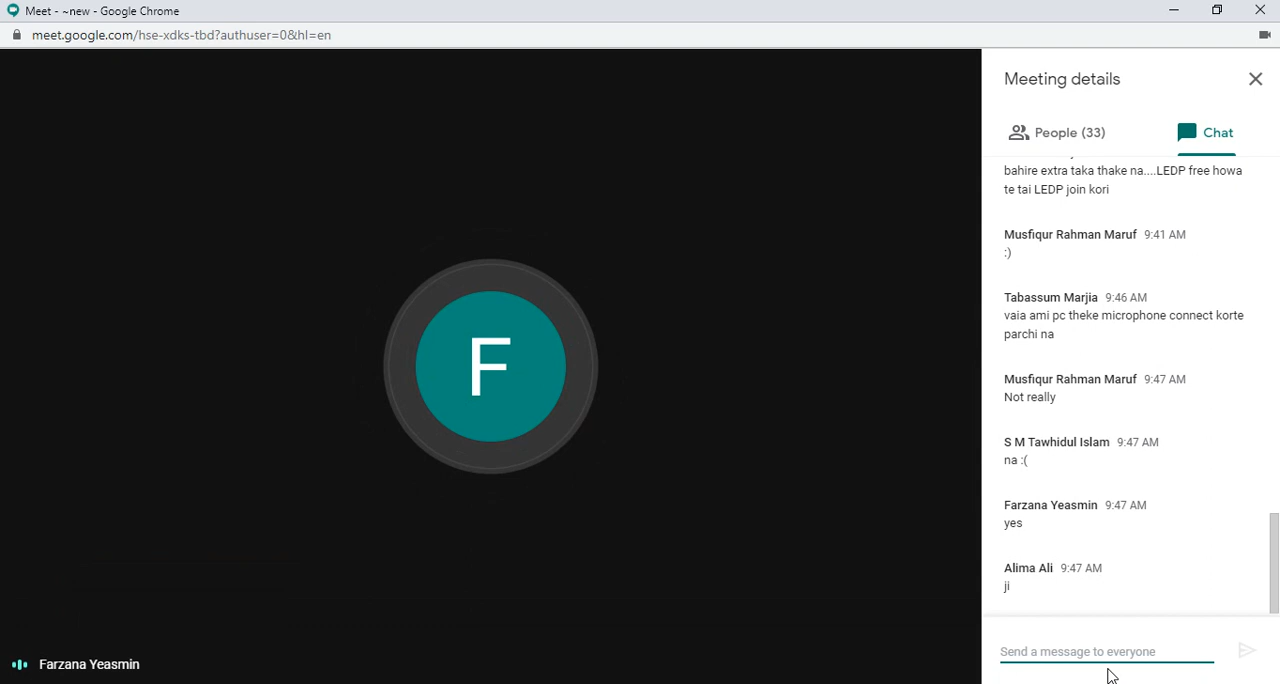 Meet - ~new - Google Chrome
meet.google.com/hse-xdks-tbd?authuser=0&hl=en
Meeting details
People (33)
Chat
bahire extra taka thake na....LEDP free howa
te tai LEDP join kori
Musfiqur Rahman Maruf 9:41 AM
:)
Tabassum Marjia 9:46 AM
vaia ami pc theke microphone connect korte
parchi na
Musfiqur Rahman Maruf 9:47 AM
Not really
S M Tawhidul Islam 9:47 AM
na :(
Farzana Yeasmin 9:47 AM
yes
Alima Ali 9:47 AM
ji
Send a message to everyone
F
Farzana Yeasmin